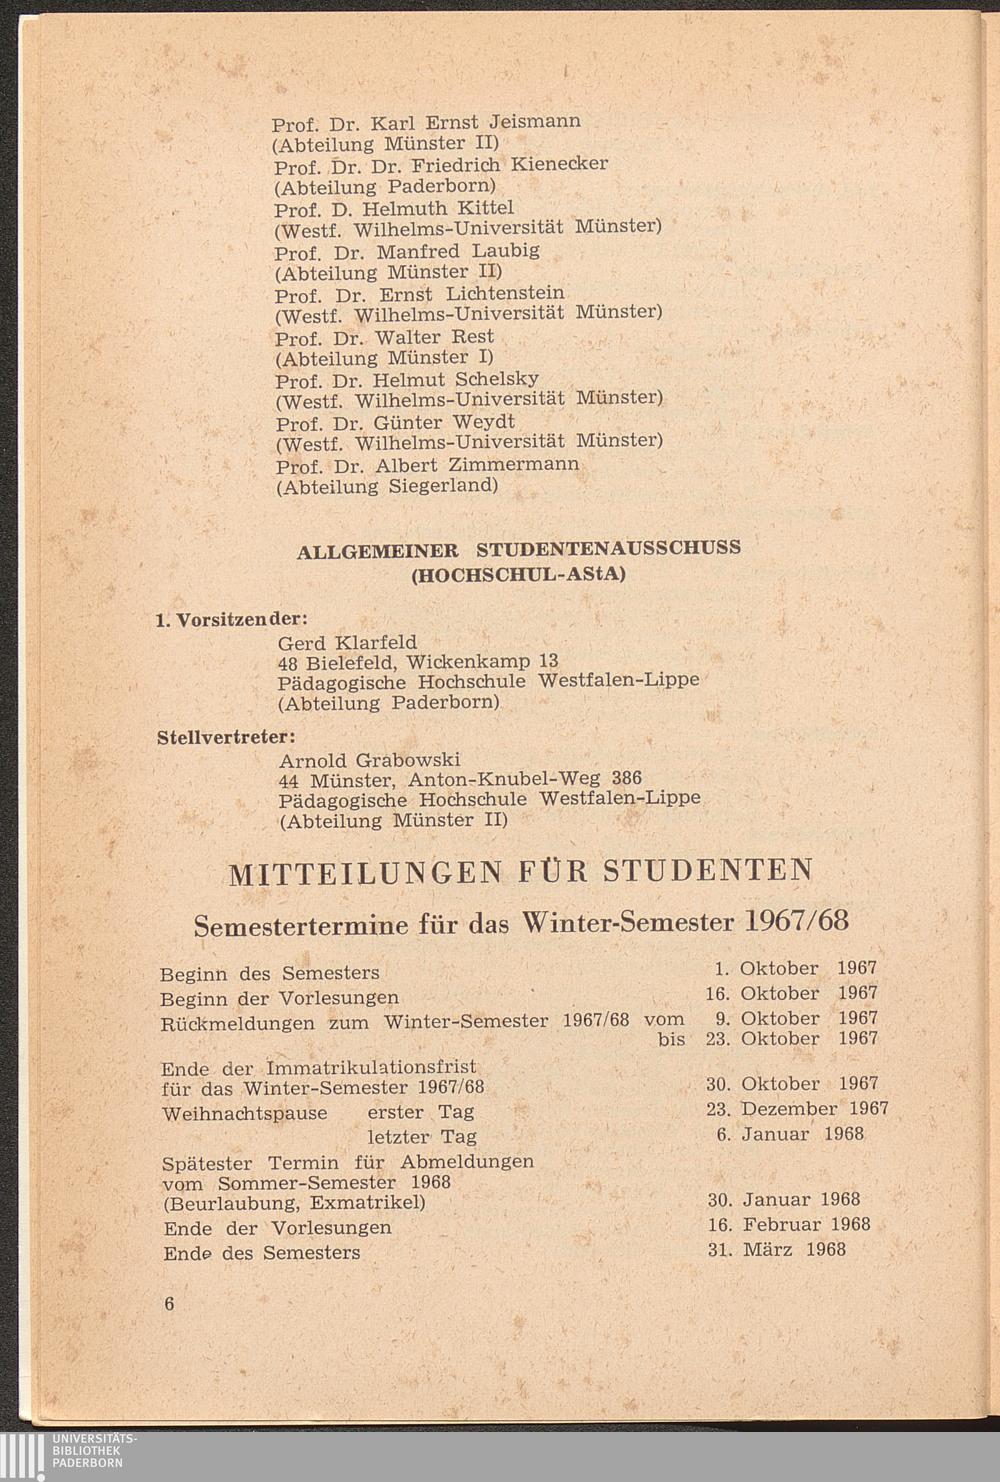 Prof. Dr. Karl Ernst Jeismann
(Abteilung Münster II)
Prof. Dr. Dr. Friedrich Kienecker
(Abteilung Paderborn)
Prof. D. Helmuth Kittel
(Westf. Wilhelms-Universität Münster)
Prof. Dr. Manfred Laubig
(Abteilung Münster II)
Prof. Dr. Ernst Lichtenstein
(Westf. Wilhelms-Universität Münster)
Prof. Dr. Walter Rest
(Abteilung Münster I)
Prof. Dr. Helmut Schelsky
(Westf. Wilhelms-Universität Münster)
Prof. Dr. Günter Weydt
(Westf. Wilhelms-Universität Münster)
Prof. Dr. Albert Zimmermann
(Abteilung Siegerland)
ALLGEMEINER STUDENTENAUSSCHUSS
(HOCHSCHUL-AStA)
1. Vorsitzender:
Gerd Klarfeld
48 Bielefeld, Wickenkamp 13
Pädagogische Hochschule Westfalen-Lippe
(Abteilung Paderborn)
Stellvertreter:
Arnold Grabowski
44 Münster, Anton-Knubel-Weg 386
Pädagogische Hochschule Westfalen-Lippe
(Abteilung Münster II)
MITTEILUNGEN FÜR STUDENTEN
Semestertermine für das Winter-Semester 1967/68
Beginn des Semesters 1. Oktober 1967
Beginn der Vorlesungen 16. Oktober 1967
Rückmeldungen zum Winter-Semester 1967/68 vom 9. Oktober 1967
bis 23. Oktober 1967
Ende der Immatrikulationsfrist
für das Winter-Semester 1967/68 30. Oktober 1967
Weihnachtspause erster Tag 23. Dezember 1967
letzter Tag 6. Januar 1968
Spätester Termin für Abmeldungen
vom Sommer-Semester 1968
(Beurlaubung, Exmatrikel) 30. Januar 1968
Ende der Vorlesungen 16. Februar 1968
Ende des Semesters 31. März 1968
6
UNIVERSITÄTS-
BIBLIOTHEK
PADERBORN